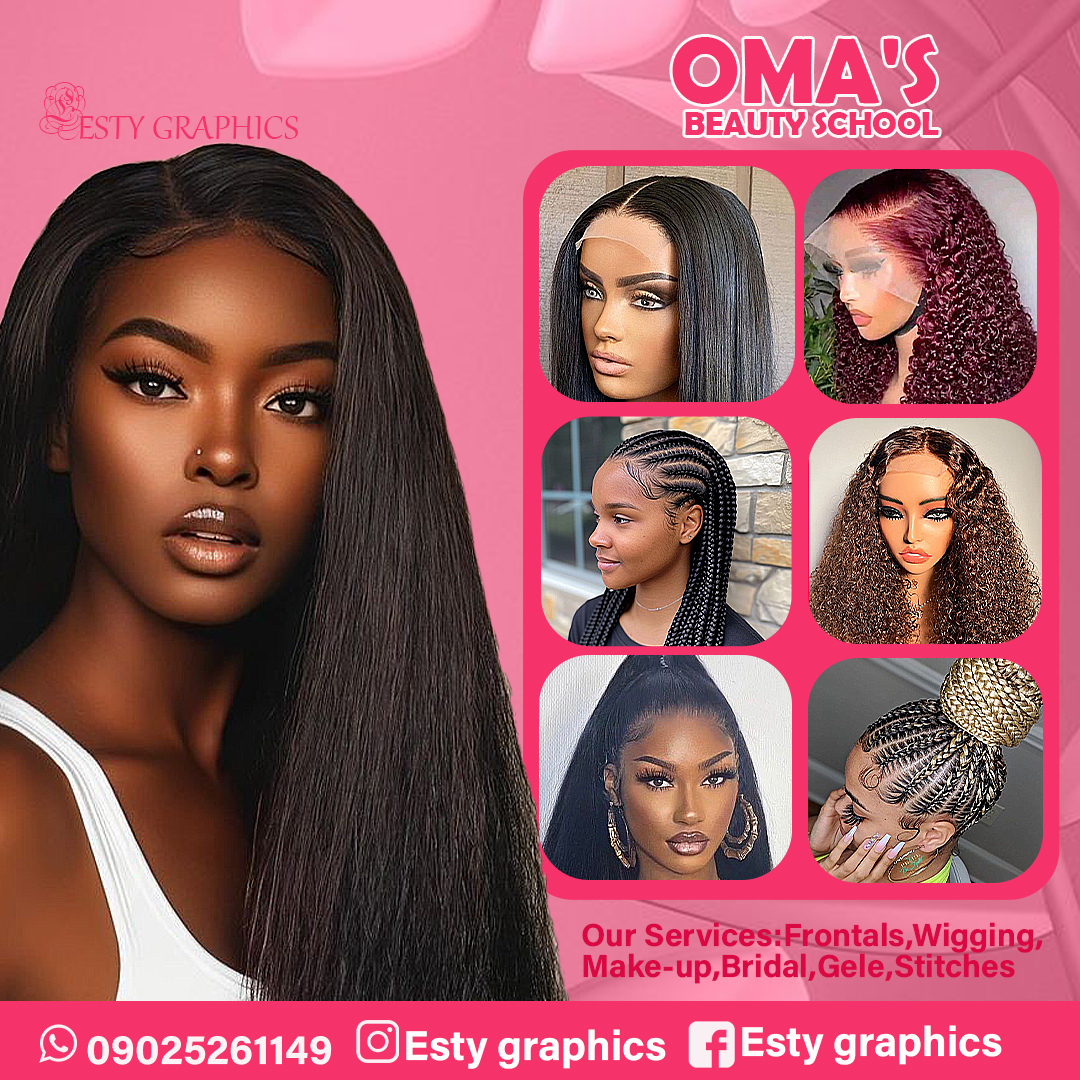 ESTY GRAPHICS
OMA'S
BEAUTY SCHOOL
Our Services:Frontals,Wigging,
Make-up,Bridal,Gele,Stitches
09025261149 Esty graphics Esty graphics